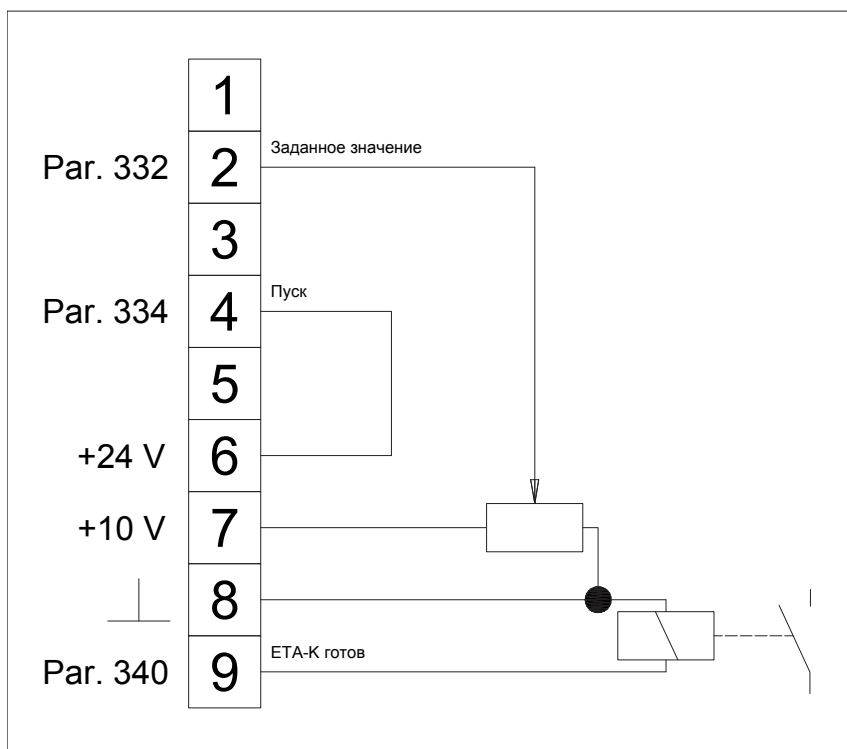 1
Par. 332 2 Заданное значение
3
Par. 334 4 Пуск
5
+24 V 6
+10 V 7
8
Par. 340 9 ETA-K готов